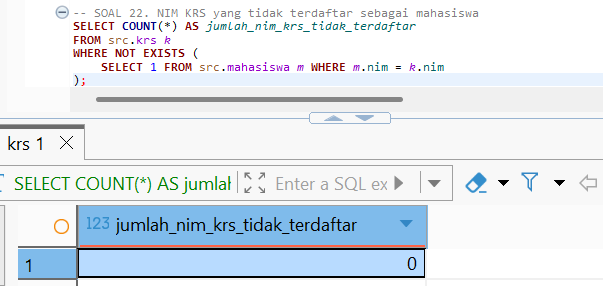 -- SOAL 22. NIM KRS yang tidak terdaftar sebagai mahasiswa
SELECT COUNT(*) AS jumlah_nim_krs_tidak_terdaftar
FROM src.krs k
WHERE NOT EXISTS (
SELECT 1 FROM src.mahasiswa m WHERE m.nim = k.nim
);
krs 1
SELECT COUNT(*) AS jumlal
Enter a SQL ex
123 jumlah_nim_krs_tidak_terdaftar
1 0